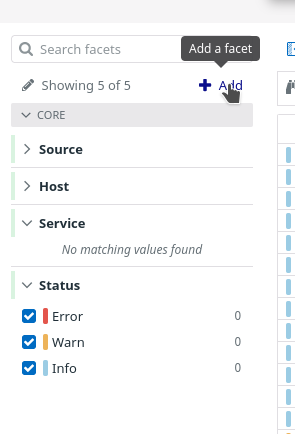 Search facets
Add a facet
Showing 5 of 5
Add
CORE
Source
Host
Service
No matching values found
Status
Error 0
Warn 0
Info 0